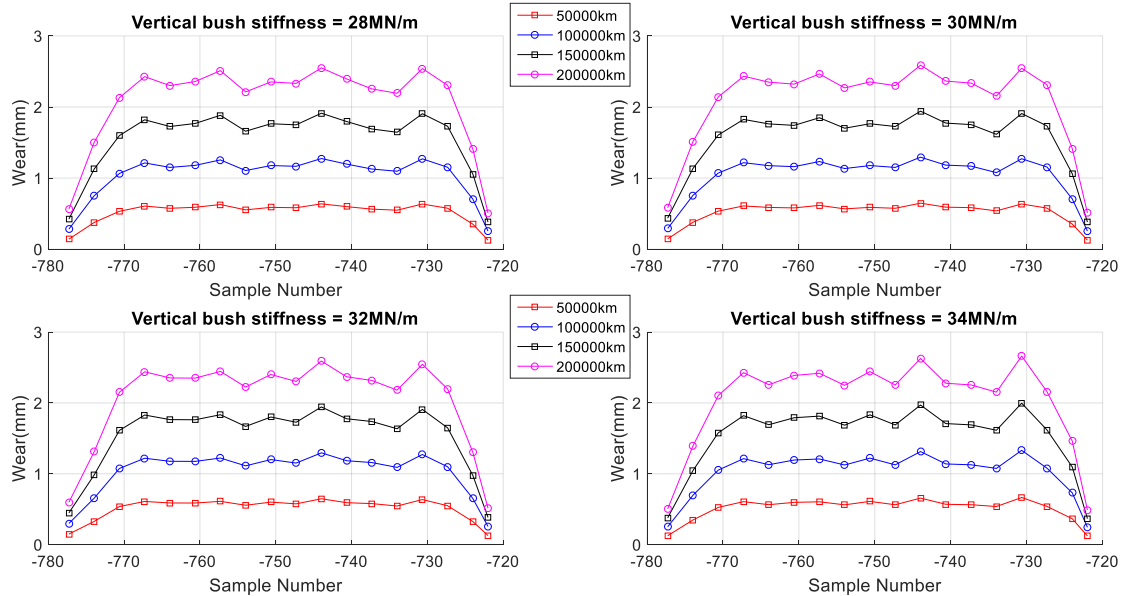 Vertical bush stiffness = 28MN/m
3
2
1
0
Wear(mm)
-780
-770
-760
-750
-740
-730
-720
Sample Number
50000km
100000km
150000km
200000km
Vertical bush stiffness = 30MN/m
3
2
1
0
Wear(mm)
-780
-770
-760
-750
-740
-730
-720
Sample Number
Vertical bush stiffness = 32MN/m
3
2
1
0
Wear(mm)
-780
-770
-760
-750
-740
-730
-720
Sample Number
50000km
100000km
150000km
200000km
Vertical bush stiffness = 34MN/m
3
2
1
0
Wear(mm)
-780
-770
-760
-750
-740
-730
-720
Sample Number